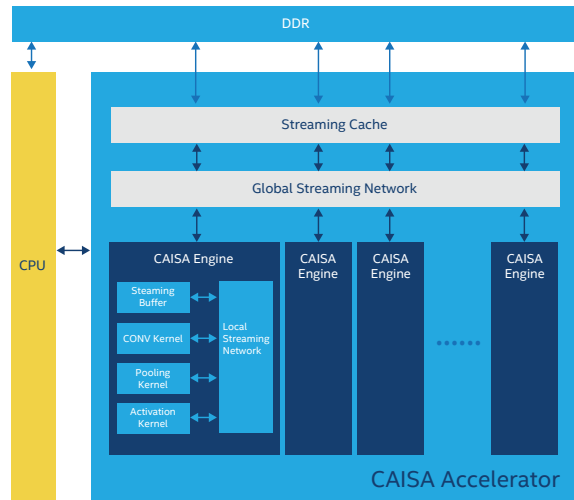 DDR
Streaming Cache
Global Streaming Network
CPU
CAISA Engine
Steaming
Buffer
CONV Kernel
Pooling
Kernel
Activation
Kernel
Local
Streaming
Network
CAISA
Engine
CAISA
Engine
CAISA
Engine
CAISA Accelerator